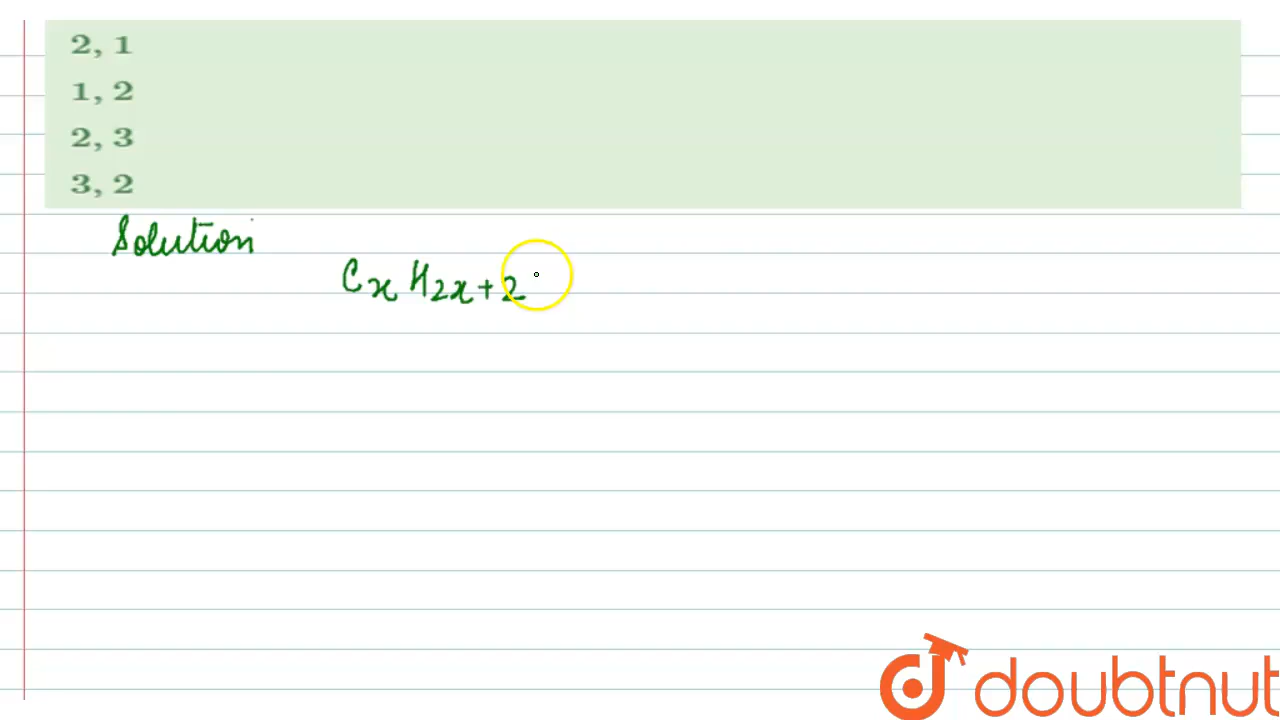 2, 1
1, 2
2, 3
3, 2
Solution
CxH2x+2
doubtnut